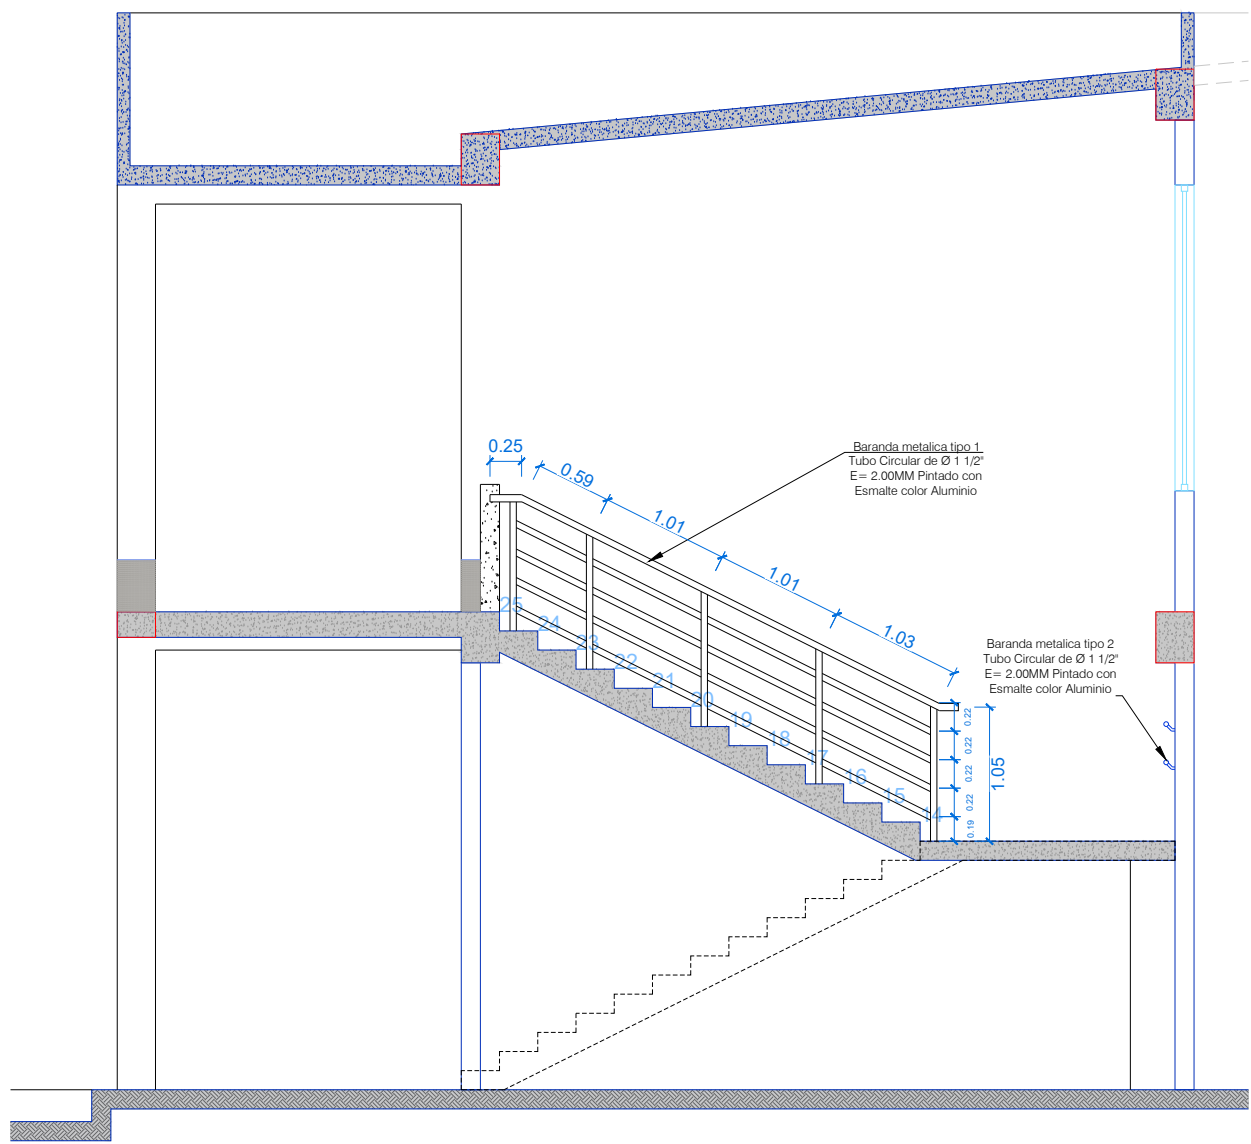 0.25
0.59
1.01
1.01
1.03
Baranda metalica tipo 1
Tubo Circular de Ø 1 1/2"
E= 2.00MM Pintado con
Esmalte color Aluminio
Baranda metalica tipo 2
Tubo Circular de Ø 1 1/2"
E= 2.00MM Pintado con
Esmalte color Aluminio
25
24
23
22
21
20
19
18
17
16
15
14
0.22
0.22
0.22
0.22
0.19
1.05